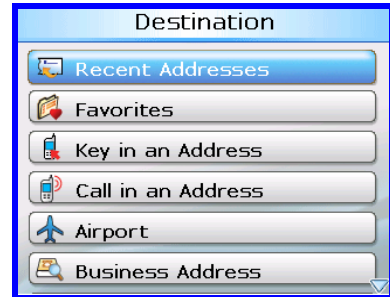 Destination
Recent Addresses
Favorites
Key in an Address
Call in an Address
Airport
Business Address